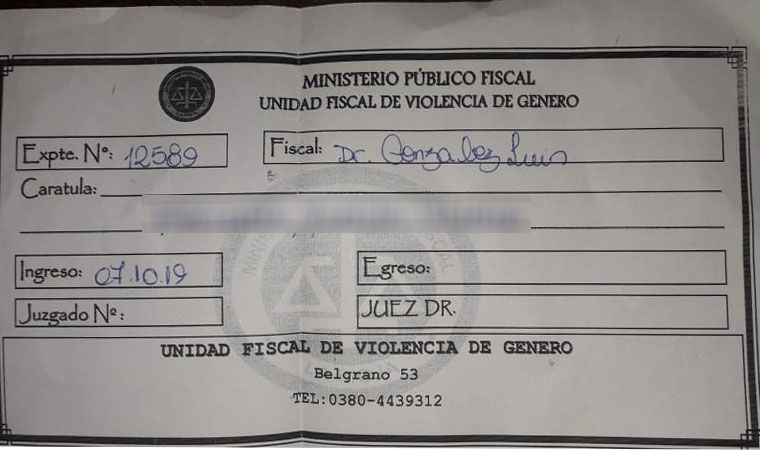 MINISTERIO PÚBLICO FISCAL
UNIDAD FISCAL DE VIOLENCIA DE GENERO
Expte. Nº: 12589
Fiscal: Dr. Gonzalez Luis
Caratula:
Ingreso: 07.10.19
Egreso:
Juzgado Nº:
JUEZ DR.
UNIDAD FISCAL DE VIOLENCIA DE GENERO
Belgrano 53
TEL:0380-4439312